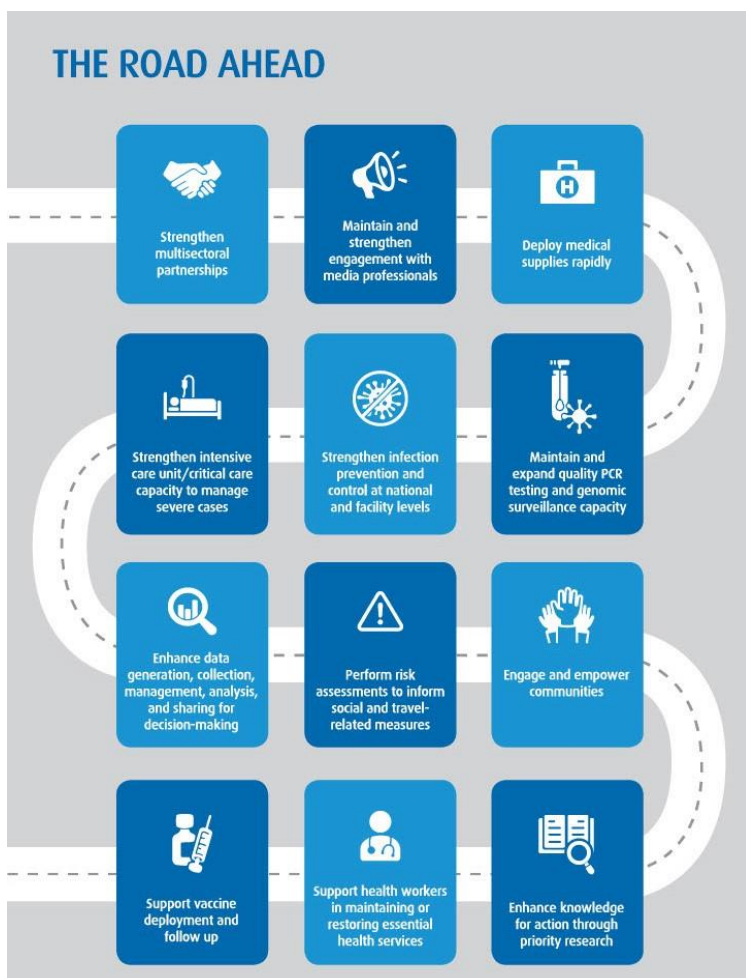 THE ROAD AHEAD
Strengthen
multisectoral
partnerships
Maintain and
strengthen
engagement with
media professionals
H
Deploy medical
supplies rapidly
Strengthen intensive
care unit/critical care
capacity to manage
severe cases
Strengthen infection
prevention and
control at national
and facility levels
Maintain and
expand quality PCR
testing and genomic
surveillance capacity
Enhance data
generation, collection,
management, analysis,
and sharing for
decision-making
Perform risk
assessments to inform
social and travel-
related measures
Engage and empower
communities
Support vaccine
deployment and
follow up
Support health workers
in maintaining or
restoring essential
health services
Enhance knowledge
for action through
priority research